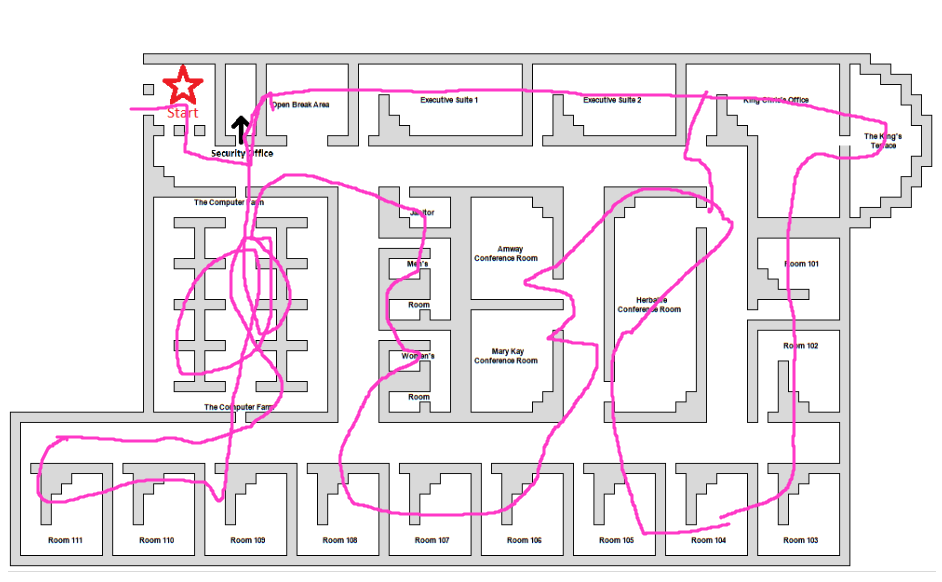 Start
Open Break Area
Executive Suite 1
Executive Suite 2
King Chris's Office
The King's
Terrace
Security Office
The Computer Farm
Janitor
Men's
Room
Women's
Room
Amway
Conference Room
Mary Kay
Conference Room
Herbalife
Conference Room
Room 101
Room 102
The Computer Farm
Room 111
Room 110
Room 109
Room 108
Room 107
Room 106
Room 105
Room 104
Room 103